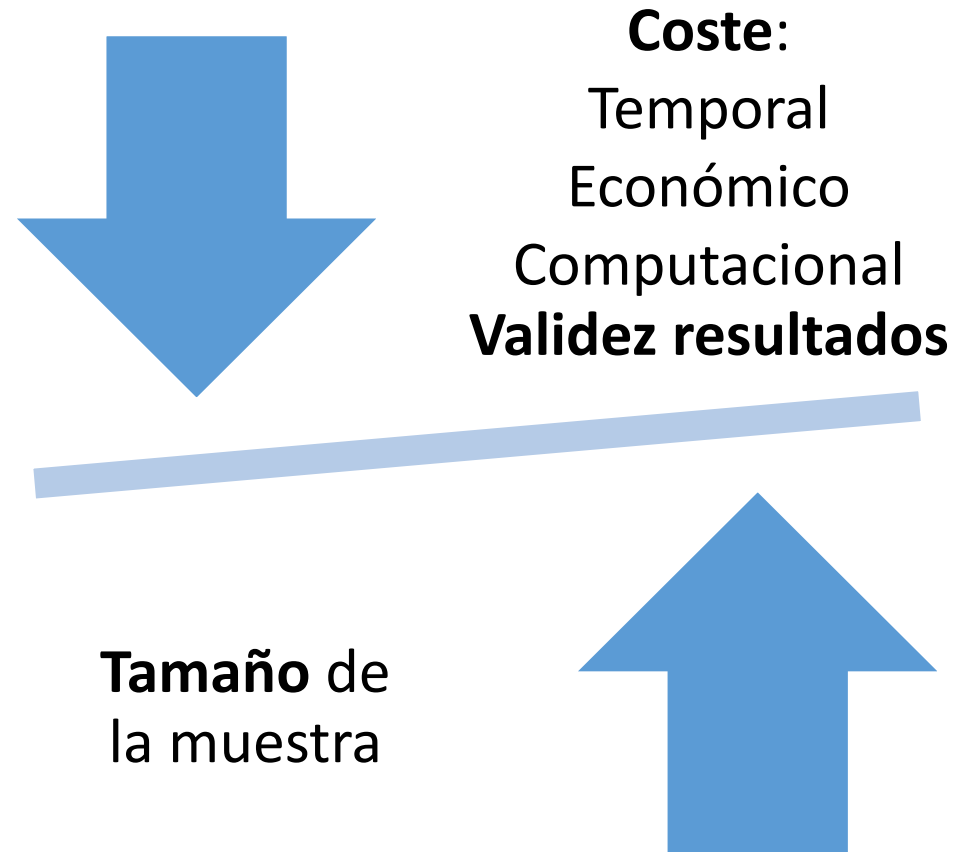 Coste:
Temporal
Económico
Computacional
Validez resultados
Tamaño de
la muestra